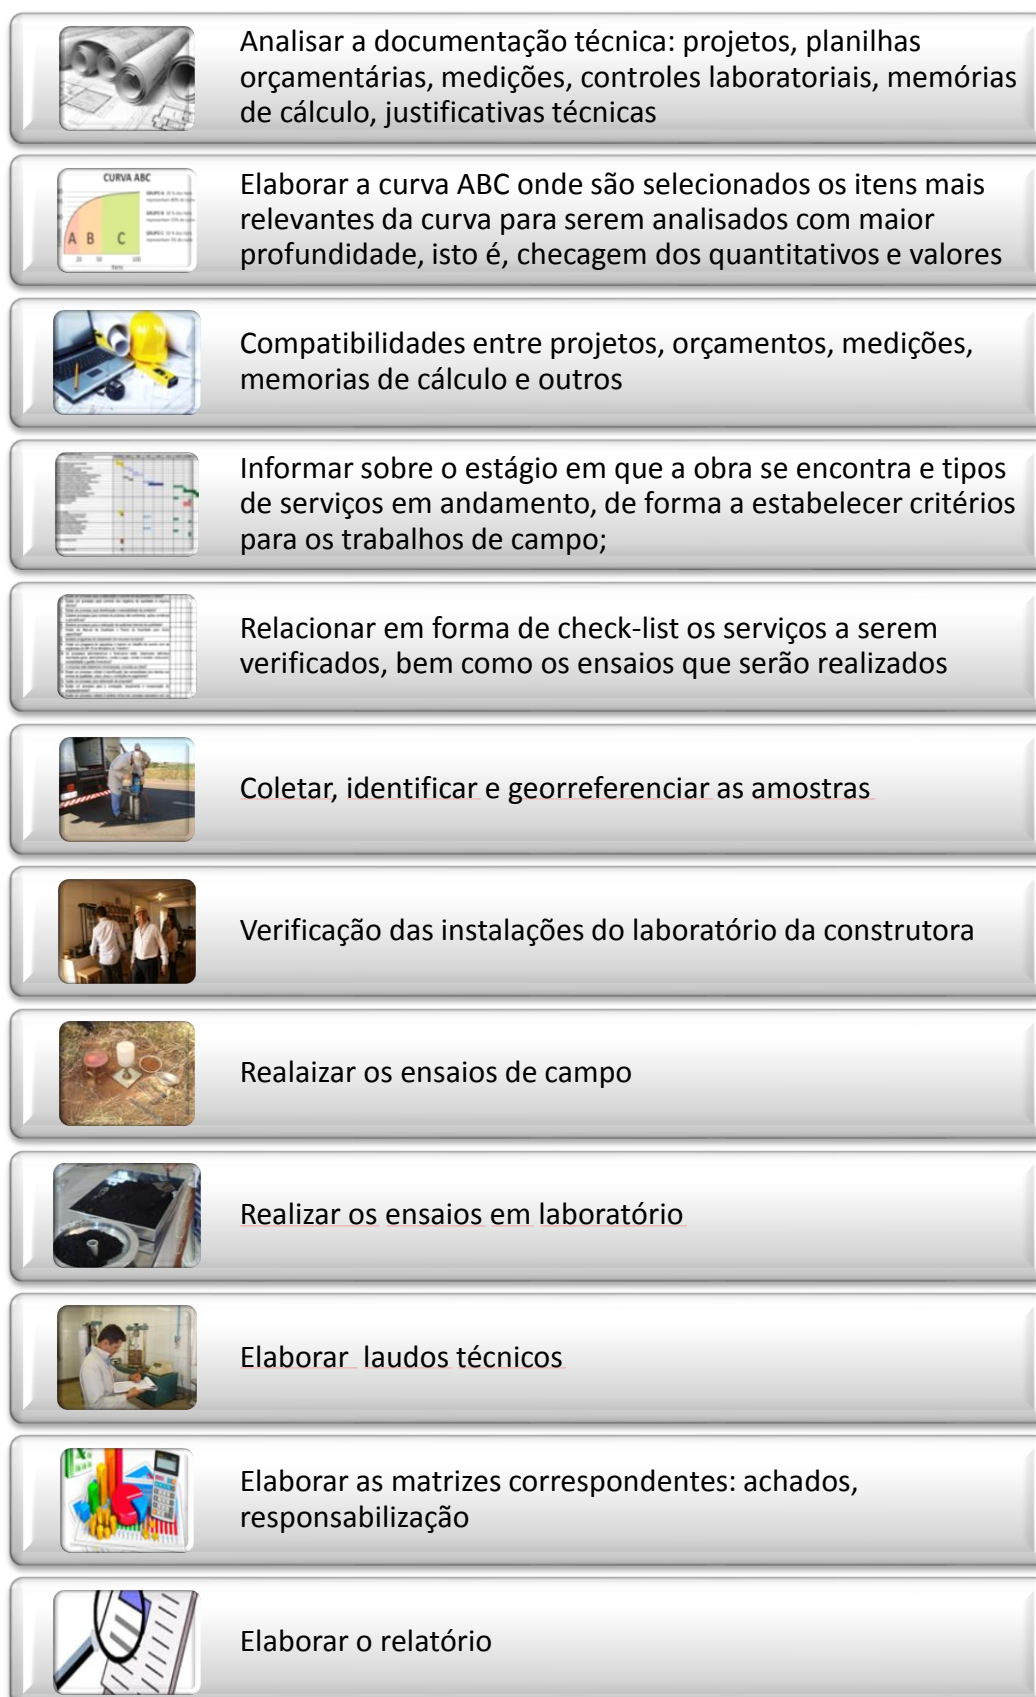 Analisar a documentação técnica: projetos, planilhas
orçamentárias, medições, controles laboratoriais, memórias
de cálculo, justificativas técnicas
CURVA ABC
A B C
20 50 100
Itens
Elaborar a curva ABC onde são selecionados os itens mais
relevantes da curva para serem analisados com maior
profundidade, isto é, checagem dos quantitativos e valores
Compatibilidades entre projetos, orçamentos, medições,
memorias de cálculo e outros
Informar sobre o estágio em que a obra se encontra e tipos
de serviços em andamento, de forma a estabelecer critérios
para os trabalhos de campo;
Relacionar em forma de check-list os serviços a serem
verificados, bem como os ensaios que serão realizados
Coletar, identificar e georreferenciar as amostras
Verificação das instalações do laboratório da construtora
Realaizar os ensaios de campo
Realizar os ensaios em laboratório
Elaborar laudos técnicos
Elaborar as matrizes correspondentes: achados,
responsabilização
Elaborar o relatório